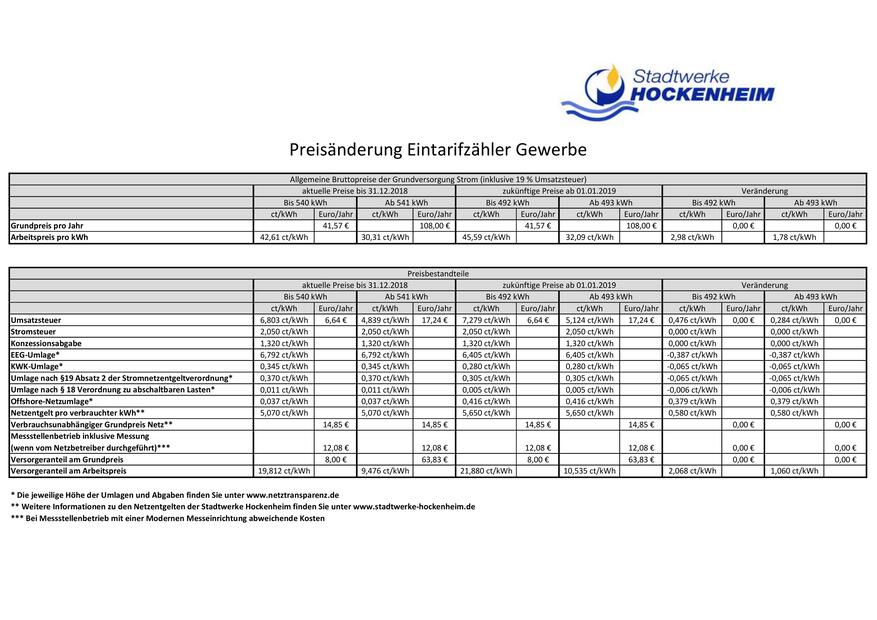 Stadtwerke
HOCKENHEIM
Preisänderung Eintarifzähler Gewerbe
Allgemeine Bruttopreise der Grundversorgung Strom (inklusive 19 % Umsatzsteuer)
aktuelle Preise bis 31.12.2018 zukünftige Preise ab 01.01.2019 Veränderung
Bis 540 kWh Ab 541 kWh Bis 492 kWh Ab 493 kWh Bis 492 kWh Ab 493 kWh
ct/kWh Euro/Jahr ct/kWh Euro/Jahr ct/kWh Euro/Jahr ct/kWh Euro/Jahr ct/kWh Euro/Jahr ct/kWh Euro/Jahr
Grundpreis pro Jahr 41,57 € 108,00 € 41,57 € 108,00 € 0,00 € 0,00 €
Arbeitspreis pro kWh 42,61 ct/kWh 30,31 ct/kWh 45,59 ct/kWh 32,09 ct/kWh 2,98 ct/kWh 1,78 ct/kWh
Preisbestandteile
aktuelle Preise bis 31.12.2018 zukünftige Preise ab 01.01.2019 Veränderung
Bis 540 kWh Ab 541 kWh Bis 492 kWh Ab 493 kWh Bis 492 kWh Ab 493 kWh
ct/kWh Euro/Jahr ct/kWh Euro/Jahr ct/kWh Euro/Jahr ct/kWh Euro/Jahr ct/kWh Euro/Jahr ct/kWh Euro/Jahr
Umsatzsteuer 6,803 ct/kWh 6,64 € 4,839 ct/kWh 17,24 € 7,279 ct/kWh 6,64 € 5,124 ct/kWh 17,24 € 0,476 ct/kWh 0,00 € 0,284 ct/kWh 0,00 €
Stromsteuer 2,050 ct/kWh 2,050 ct/kWh 2,050 ct/kWh 2,050 ct/kWh 0,000 ct/kWh 0,000 ct/kWh
Konzessionsabgabe 1,320 ct/kWh 1,320 ct/kWh 1,320 ct/kWh 1,320 ct/kWh 0,000 ct/kWh 0,000 ct/kWh
EEG-Umlage* 6,792 ct/kWh 6,792 ct/kWh 6,405 ct/kWh 6,405 ct/kWh -0,387 ct/kWh -0,387 ct/kWh
KWK-Umlage* 0,345 ct/kWh 0,345 ct/kWh 0,280 ct/kWh 0,280 ct/kWh -0,065 ct/kWh -0,065 ct/kWh
Umlage nach §19 Absatz 2 der Stromnetzentgeltverordnung* 0,370 ct/kWh 0,370 ct/kWh 0,305 ct/kWh 0,305 ct/kWh -0,065 ct/kWh -0,065 ct/kWh
Umlage nach § 18 Verordnung zu abschaltbaren Lasten* 0,011 ct/kWh 0,011 ct/kWh 0,005 ct/kWh 0,005 ct/kWh -0,006 ct/kWh -0,006 ct/kWh
Offshore-Netzumlage* 0,037 ct/kWh 0,037 ct/kWh 0,416 ct/kWh 0,416 ct/kWh 0,379 ct/kWh 0,379 ct/kWh
Netzentgelt pro verbrauchter kWh** 5,070 ct/kWh 5,070 ct/kWh 5,650 ct/kWh 5,650 ct/kWh 0,580 ct/kWh 0,580 ct/kWh
Verbrauchsunabhängiger Grundpreis Netz** 14,85 € 14,85 € 14,85 € 14,85 € 0,00 € 0,00 €
Messstellenbetrieb inklusive Messung
(wenn vom Netzbetreiber durchgeführt)*** 12,08 € 12,08 € 12,08 € 12,08 € 0,00 € 0,00 €
Versorgeranteil am Grundpreis 8,00 € 63,83 € 8,00 € 63,83 € 0,00 € 0,00 €
Versorgeranteil am Arbeitspreis 19,812 ct/kWh 9,476 ct/kWh 21,880 ct/kWh 10,535 ct/kWh 2,068 ct/kWh 1,060 ct/kWh
* Die jeweilige Höhe der Umlagen und Abgaben finden Sie unter www.netztransparenz.de
** Weitere Informationen zu den Netzentgelten der Stadtwerke Hockenheim finden Sie unter www.stadtwerke-hockenheim.de
*** Bei Messstellenbetrieb mit einer Modernen Messeinrichtung abweichende Kosten